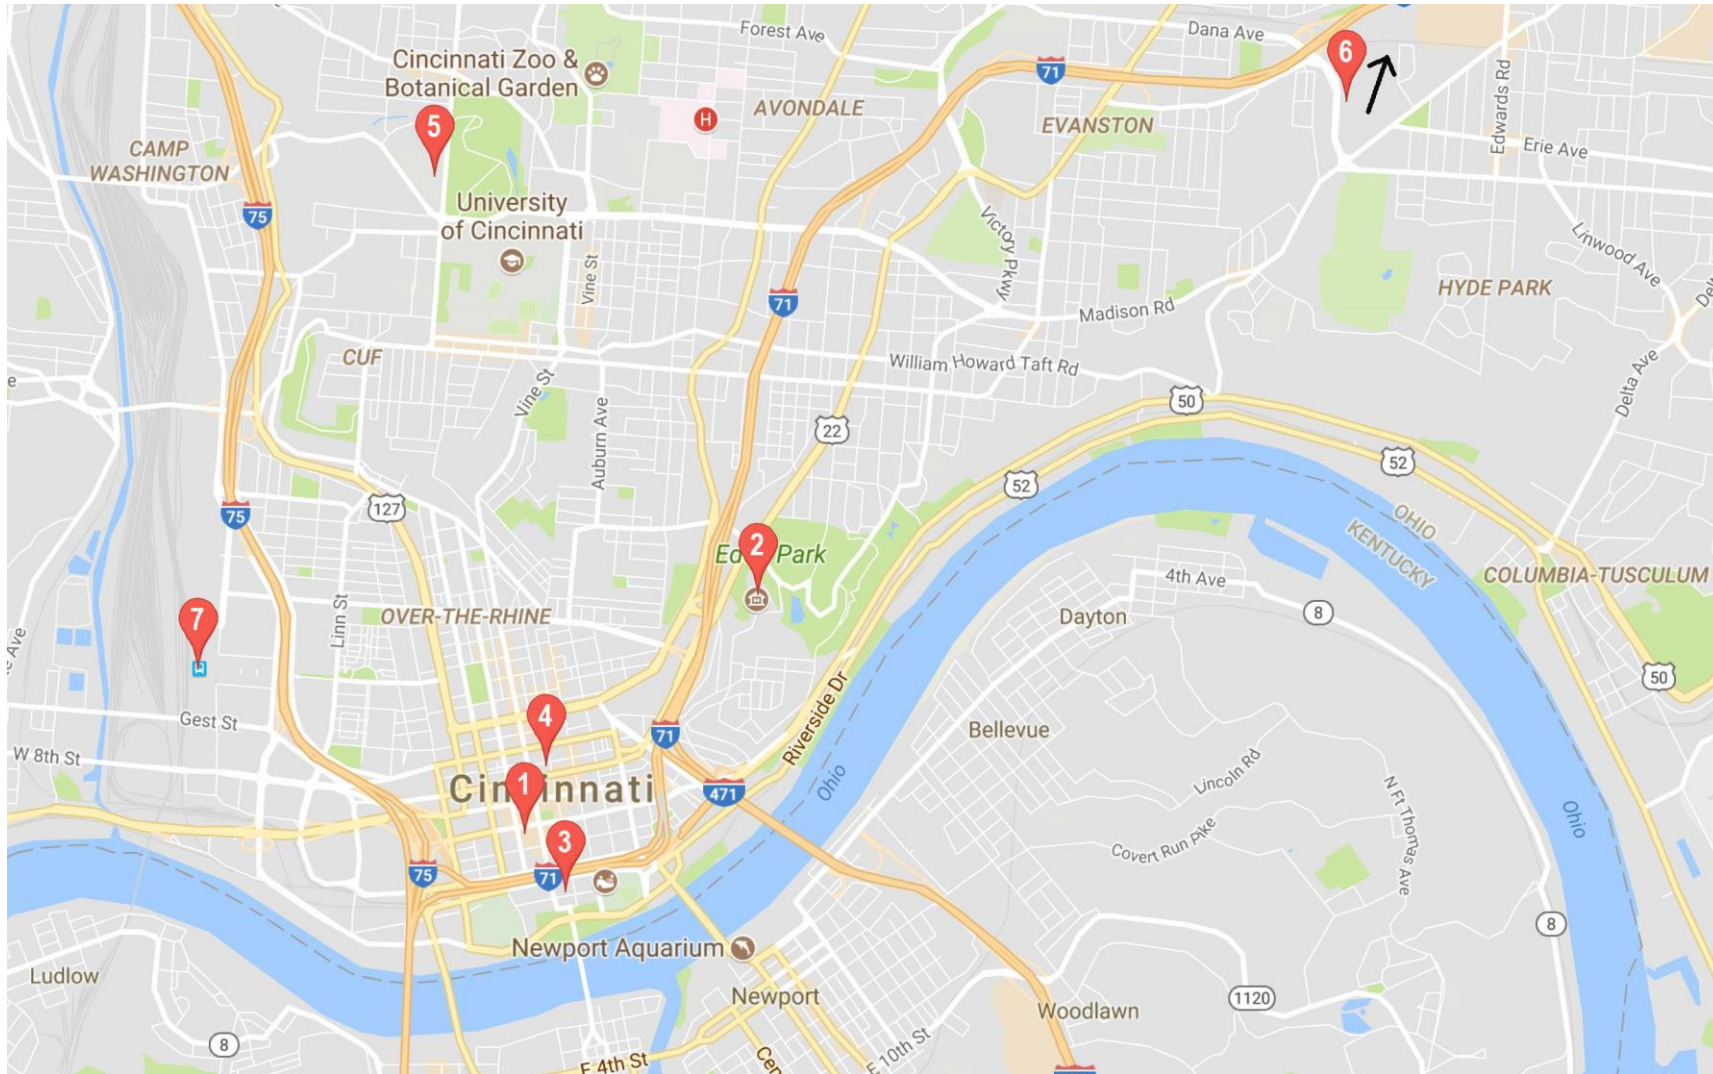 Forest Ave
Dana Ave
6
71
Cincinnati Zoo &
Botanical Garden
5
H
AVONDALE
EVANSTON
Edwards Rd
Erie Ave
CAMP
WASHINGTON
75
University
of Cincinnati
Vine St
Victory Pkwy
Linwood Ave
71
HYDE PARK
Madison Rd
CUF
William Howard Taft Rd
Vine St
Auburn Ave
Delta Ave
50
22
52
52
127
75
OHIO
KENTUCKY
2
Park
4th Ave
COLUMBIA-TUSCULUM
7
Linn St
OVER-THE-RHINE
Dayton
8
50
Gest St
4
71
Riverside Dr
Bellevue
W 8th St
1
Cincinnati
471
Ohio
Lincoln Rd
N Ft Thomas Ave
Ohio
3
Covert Run Pike
75
71
8
Newport Aquarium
Ludlow
Newport
1120
Woodlawn
8
E 4th St
E 10th St